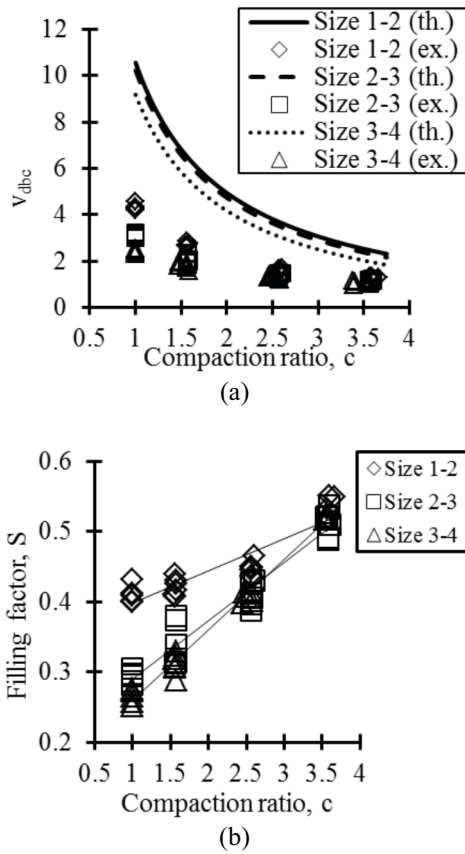 12
10
8
6
4
2
0
v_dbc
Size 1-2 (th.)
Size 1-2 (ex.)
Size 2-3 (th.)
Size 2-3 (ex.)
Size 3-4 (th.)
Size 3-4 (ex.)
0.5 1 1.5 2 2.5 3 3.5 4
Compaction ratio, c
(a)
0.6
0.5
0.4
0.3
0.2
Filling factor, S
Size 1-2
Size 2-3
Size 3-4
0.5 1 1.5 2 2.5 3 3.5 4
Compaction ratio, c
(b)